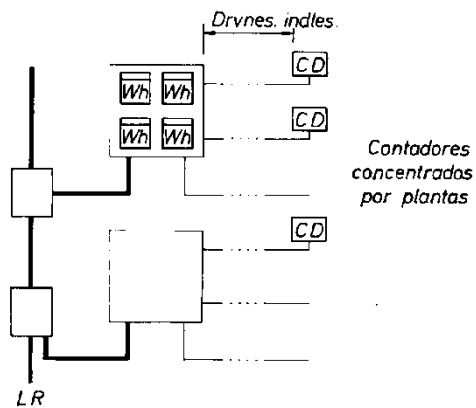 Drvnes. indles.
CD
Wh Wh
CD
Wh Wh
Contadores
concentrados
por plantas
CD
LR